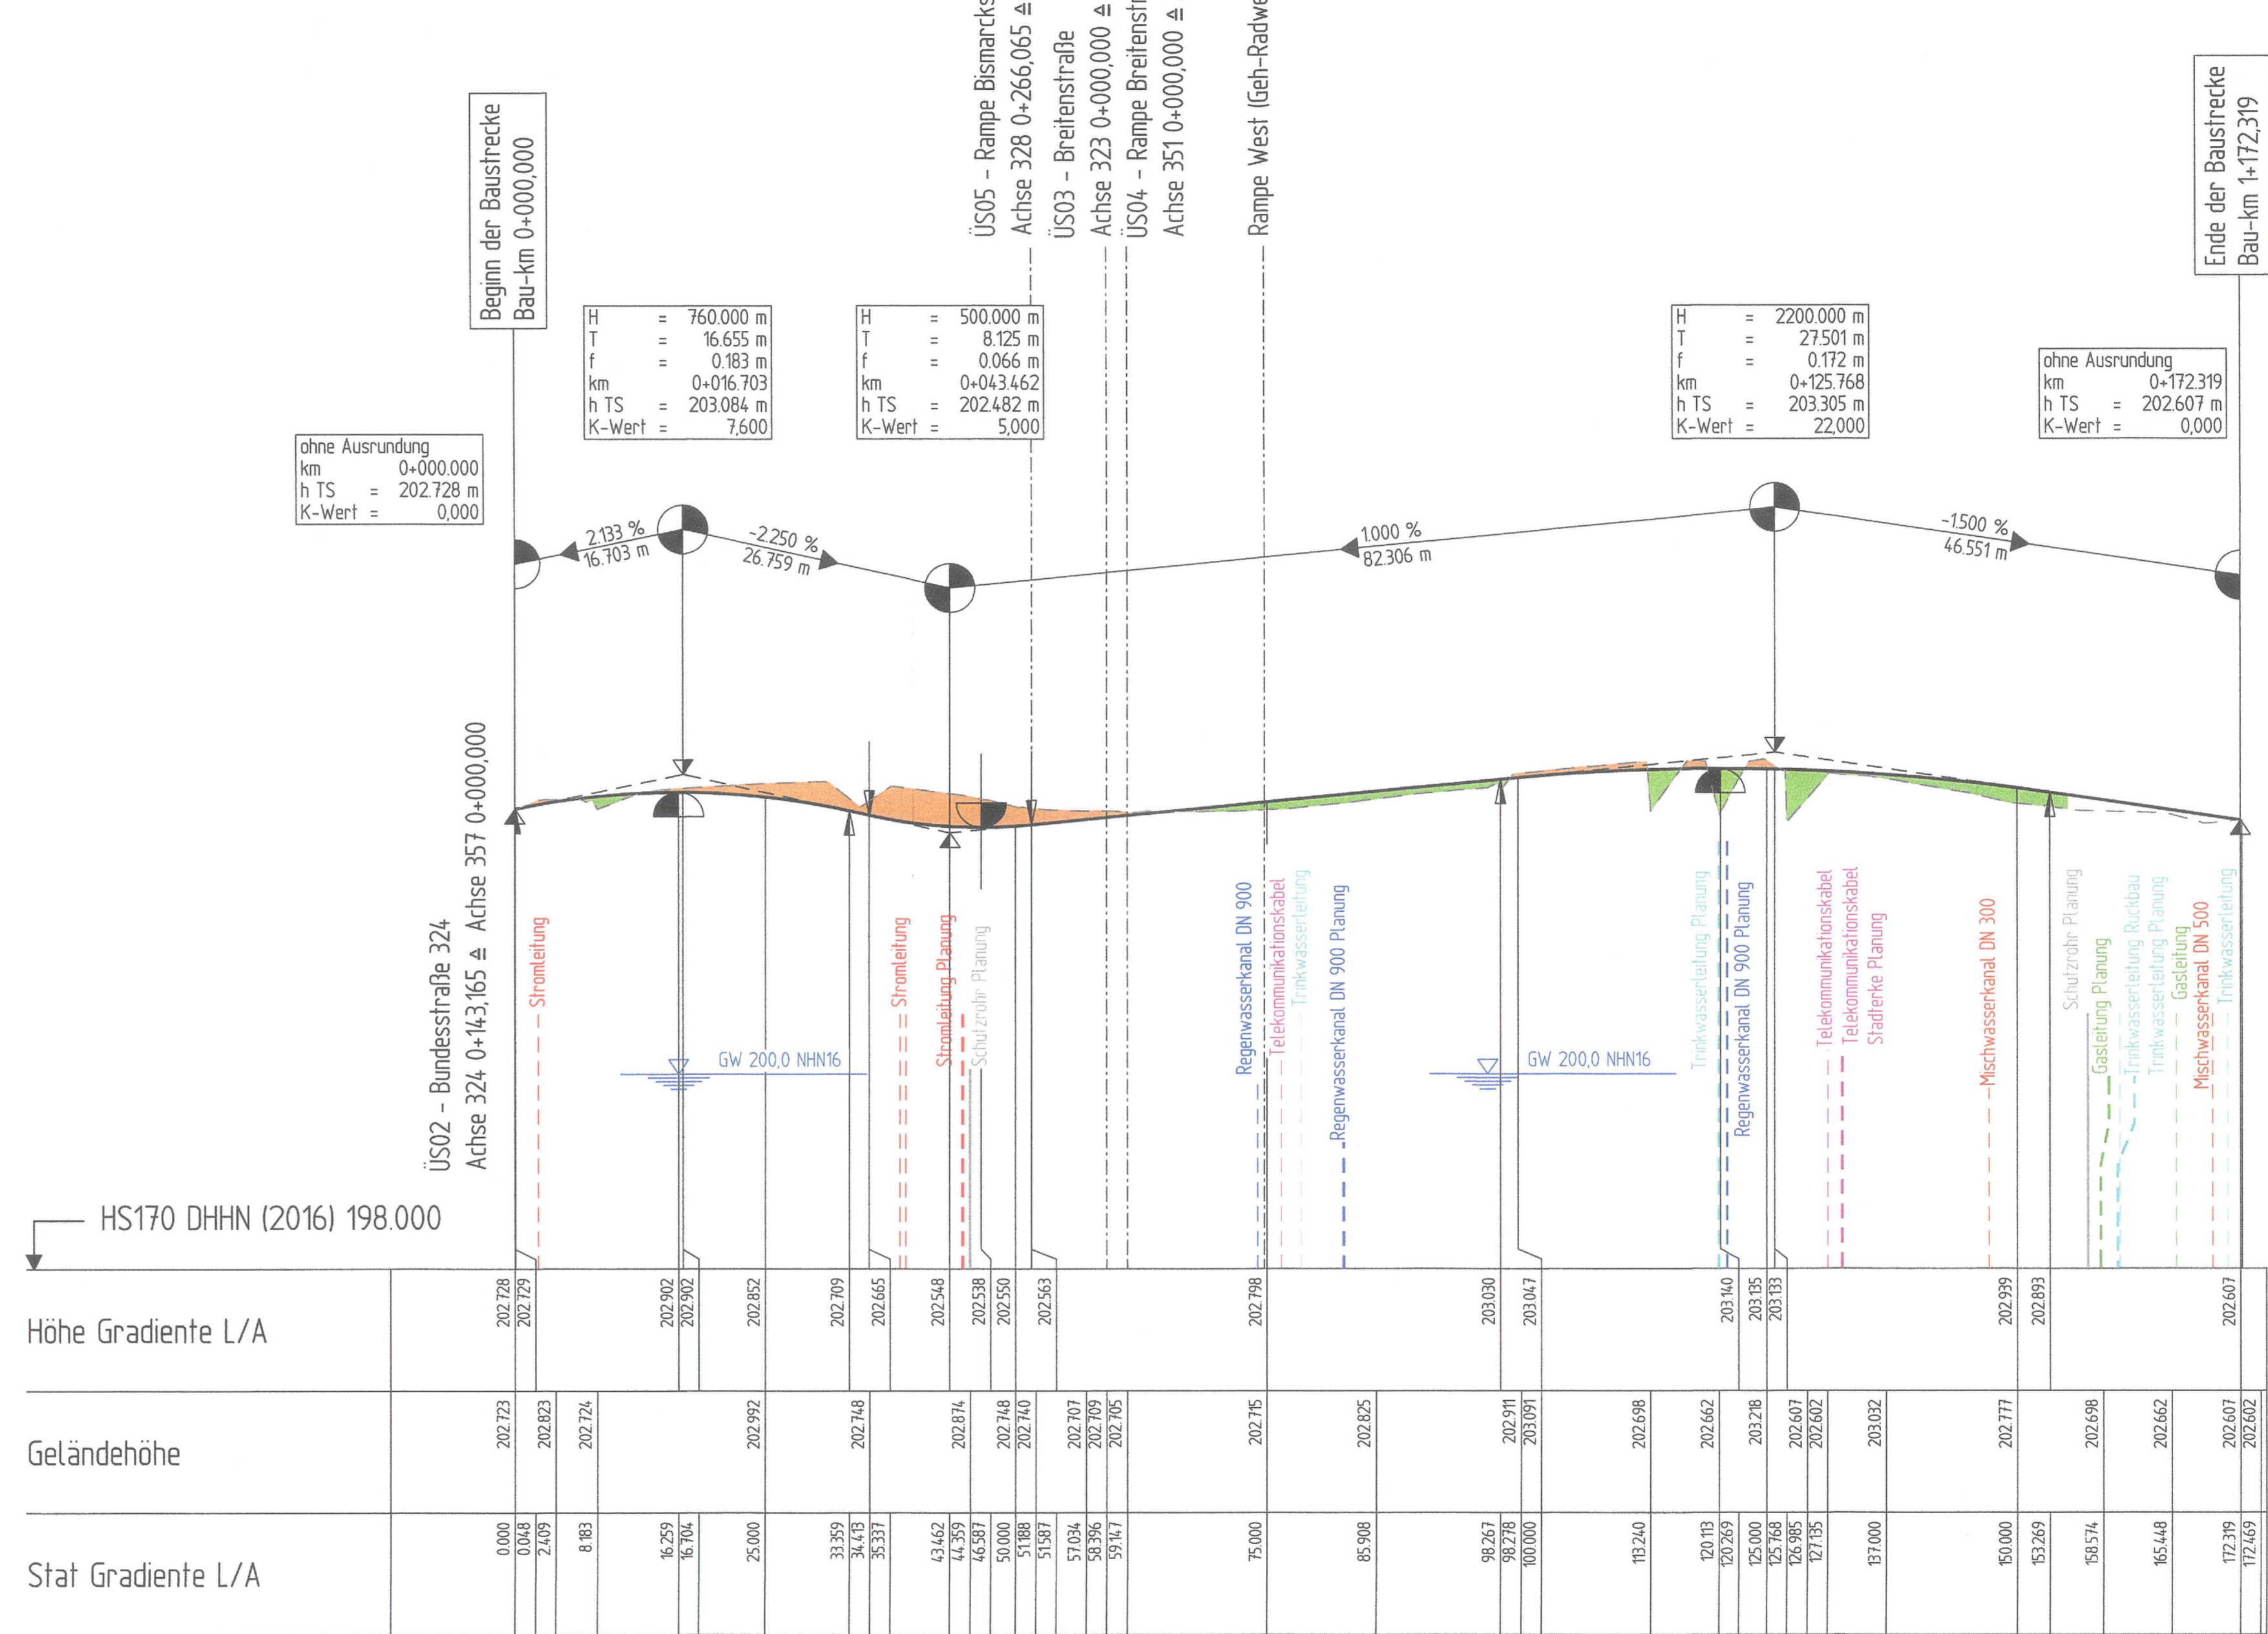 ÜS05 - Rampe Bismarcks
Achse 328 0+266,065 ≙
ÜS03 - Breitenstraße
Achse 323 0+000,000 ≙
ÜS04 - Rampe Breitenstr
Achse 351 0+000,000 ≙
Rampe West (Geh-Radwe
Beginn der Baustrecke
Bau-km 0+000,000
Ende der Baustrecke
Bau-km 1+172,319
ohne Ausrundung
km 0+000.000
h TS = 202.728 m
K-Wert = 0,000
H = 760.000 m
T = 16.655 m
f = 0.183 m
km 0+016.703
h TS = 203.084 m
K-Wert = 7,600
H = 500.000 m
T = 8.125 m
f = 0.066 m
km 0+043.462
h TS = 202.482 m
K-Wert = 5,000
H = 2200.000 m
T = 27.501 m
f = 0.172 m
km 0+125.768
h TS = 203.305 m
K-Wert = 22,000
ohne Ausrundung
km 0+172.319
h TS = 202.607 m
K-Wert = 0,000
2.133 %
16.703 m
-2.250 %
26.759 m
1.000 %
82.306 m
-1.500 %
46.551 m
ÜS02 - Bundesstraße 324
Achse 324 0+143,165 ≙ Achse 357 0+000,000
Stromleitung
GW 200,0 NHN16
Stromleitung
Stromleitung Planung
Schutzrohr Planung
Regenwasserkanal DN 900
Telekommunikationskabel
Trinkwasserleitung
Regenwasserkanal DN 900 Planung
GW 200,0 NHN16
Trinkwasserleitung Planung
Regenwasserkanal DN 900 Planung
Telekommunikationskabel
Telekommunikationskabel
Stadterke Planung
Mischwasserkanal DN 300
Schutzrohr Planung
Gasleitung Planung
Trinkwasserleitung Rückbau
Trinkwasserleitung Planung
Gasleitung
Mischwasserkanal DN 500
Trinkwasserleitung
HS170 DHHN (2016) 198.000
Höhe Gradiente L/A
202.728
202.729
202.902
202.902
202.852
202.709
202.665
202.548
202.538
202.550
202.563
202.798
203.030
203.047
203.140
203.135
203.133
202.939
202.893
202.607
Geländehöhe
202.723
202.823
202.724
202.992
202.748
202.874
202.748
202.740
202.707
202.709
202.705
202.715
202.825
202.911
203.091
202.698
202.662
203.218
202.607
202.602
203.032
202.777
202.698
202.662
202.607
202.602
Stat Gradiente L/A
0.000
0.048
2.409
8.183
16.259
16.704
25.000
33.359
34.413
35.337
43.462
44.359
46.587
50.000
51.188
51.587
57.034
58.396
59.147
75.000
85.908
98.267
98.278
100.000
113.240
120.113
120.269
125.000
125.768
126.985
127.135
137.000
150.000
153.269
158.574
165.448
172.319
172.469